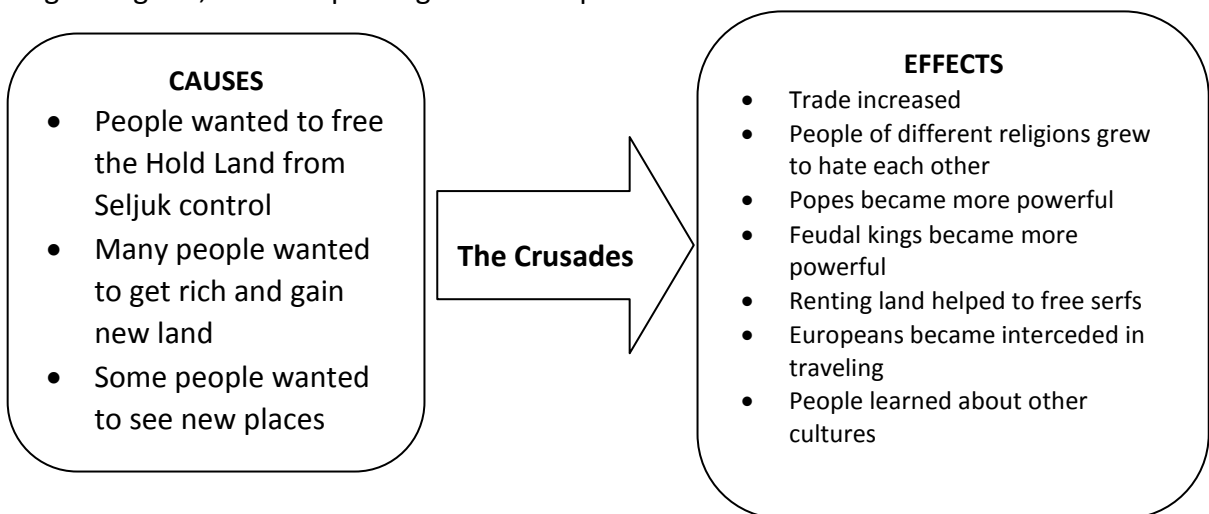 CAUSES
• People wanted to free
the Hold Land from
Seljuk control
• Many people wanted
to get rich and gain
new land
• Some people wanted
to see new places
The Crusades
EFFECTS
• Trade increased
• People of different religions grew
to hate each other
• Popes became more powerful
• Feudal kings became more
powerful
• Renting land helped to free serfs
• Europeans became interceded in
traveling
• People learned about other
cultures